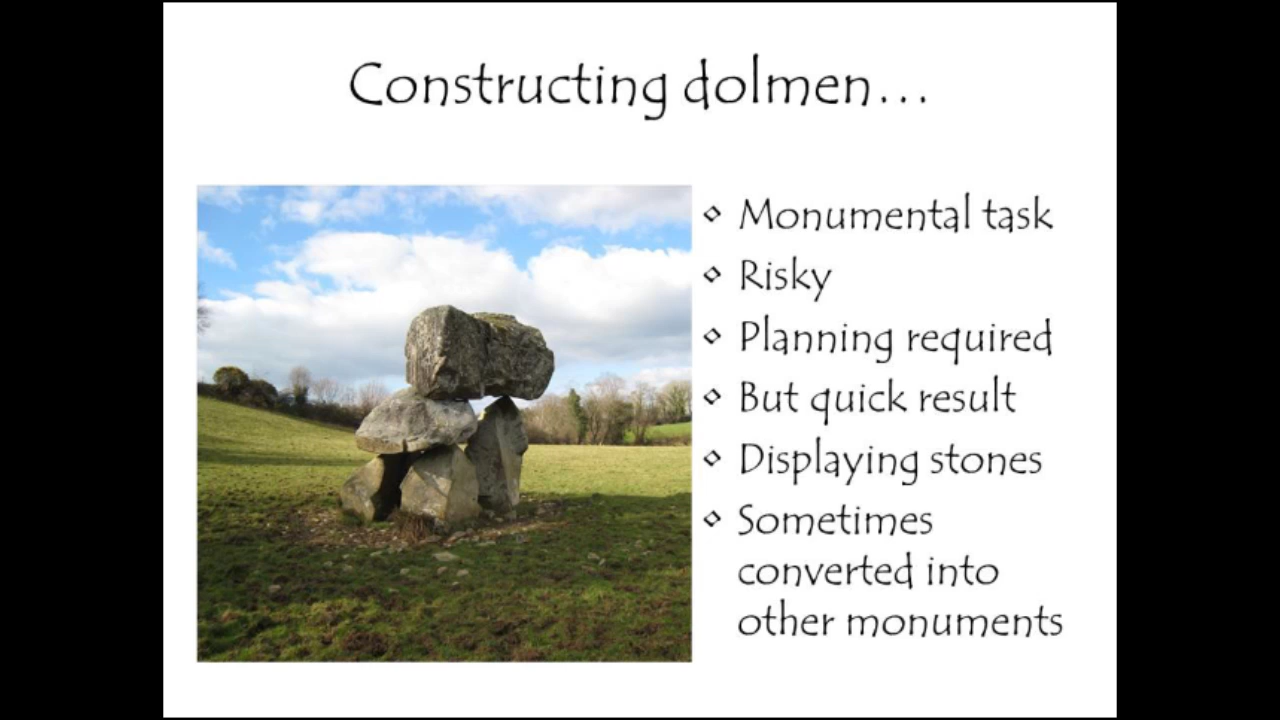 Constructing dolmen...
Monumental task
Risky
Planning required
But quick result
Displaying stones
Sometimes
converted into
other monuments